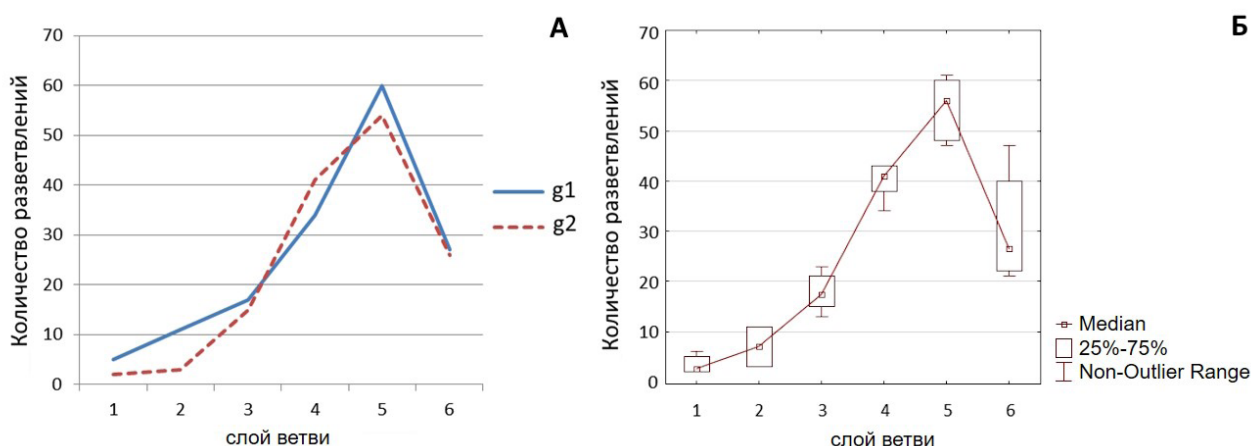 А
70
60
50
40
30
20
10
0
Количество разветвлений
1 2 3 4 5 6
слой ветви
g1
g2
Б
70
60
50
40
30
20
10
0
Количество разветвлений
1 2 3 4 5 6
слой ветви
Median
25%-75%
Non-Outlier Range